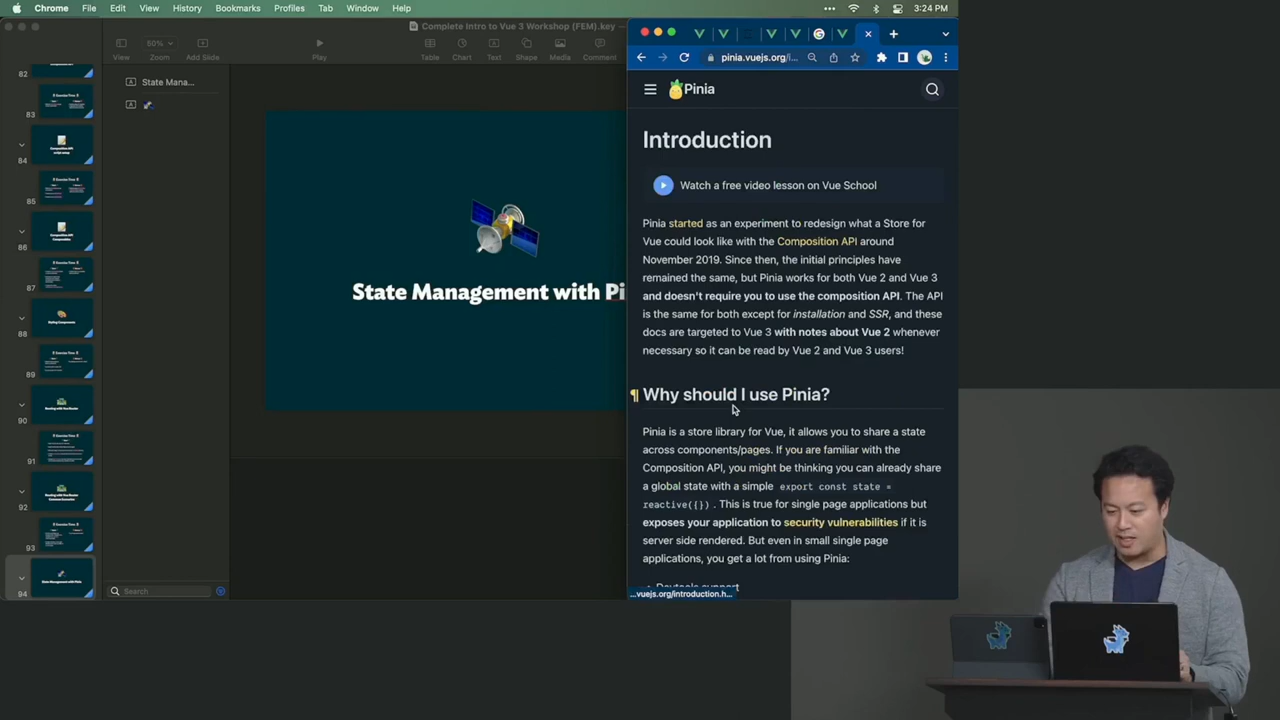 Chrome File Edit View History Bookmarks Profiles Tab Window Help 3:24 PM
Complete Intro to Vue 3 Workshop (FEM).key
50%
View Zoom Add Slide Play Table Chart Text Shape Media Comment
pinia.vuejs.org/i...
82
83
84
85
86
87
88
89
90
91
92
93
94
State Mana...
State Management with Pi
State Management with Pinia
Search
Pinia
Introduction
Watch a free video lesson on Vue School
Pinia started as an experiment to redesign what a Store for
Vue could look like with the Composition API around
November 2019. Since then, the initial principles have
remained the same, but Pinia works for both Vue 2 and Vue 3
and doesn't require you to use the composition API. The API
is the same for both except for installation and SSR, and these
docs are targeted to Vue 3 with notes about Vue 2 whenever
necessary so it can be read by Vue 2 and Vue 3 users!
¶ Why should I use Pinia?
Pinia is a store library for Vue, it allows you to share a state
across components/pages. If you are familiar with the
Composition API, you might be thinking you can already share
a global state with a simple export const state =
reactive({}) . This is true for single page applications but
exposes your application to security vulnerabilities if it is
server side rendered. But even in small single page
applications, you get a lot from using Pinia:
Devtools support
...vuejs.org/introduction.h...